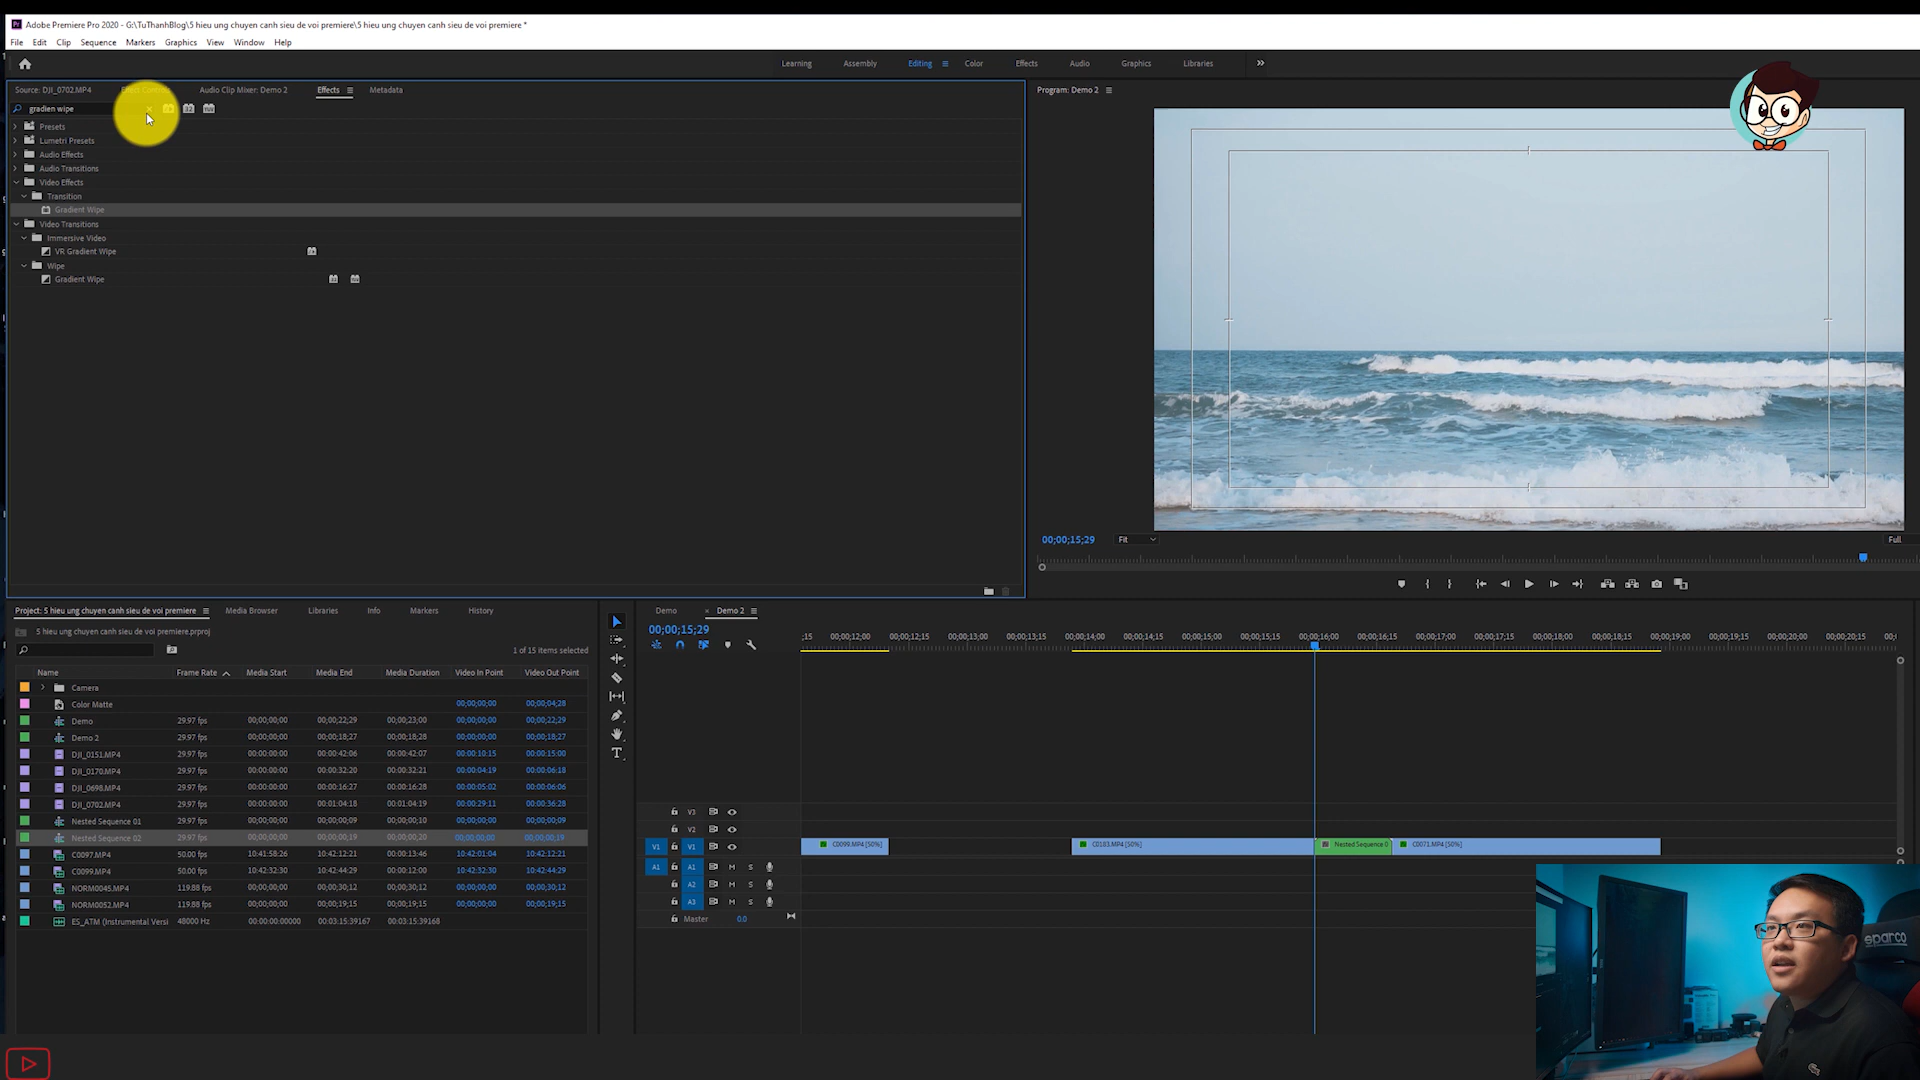 Adobe Premiere Pro 2020 - G:\TuThanhBlog\5 hieu ung chuyen canh sieu de voi premiere\5 hieu ung chuyen canh sieu de voi premiere *
File Edit Clip Sequence Markers Graphics View Window Help
Learning Assembly Editing Color Effects Audio Graphics Libraries
Source: DJI_0702.MP4 Audio Clip Mixer: Demo 2 Effects Metadata
gradien wipe
Presets
Lumetri Presets
Audio Effects
Audio Transitions
Video Effects
Transition
Gradient Wipe
Video Transitions
Immersive Video
VR Gradient Wipe
Wipe
Gradient Wipe
Program: Demo 2
00;00;15;29 Fit Full
Project: 5 hieu ung chuyen canh sieu de voi premiere Media Browser Libraries Info Markers History
5 hieu ung chuyen canh sieu de voi premiere.prproj
1 of 15 items selected
Name Frame Rate Media Start Media End Media Duration Video In Point Video Out Point
Camera
Color Matte 00;00;00;00 00;00;04;28
Demo 29.97 fps 00;00;00;00 00;00;22;29 00;00;23;00 00;00;00;00 00;00;22;29
Demo 2 29.97 fps 00;00;00;00 00;00;18;27 00;00;18;28 00;00;00;00 00;00;18;27
DJI_0151.MP4 29.97 fps 00:00:00:00 00:00:42:06 00:00:42:07 00:00:10:15 00:00:15:00
DJI_0170.MP4 29.97 fps 00:00:00:00 00:00:32:20 00:00:32:21 00:00:04:19 00:00:06:18
DJI_0698.MP4 29.97 fps 00:00:00:00 00:00:16:27 00:00:16:28 00:00:05:02 00:00:06:06
DJI_0702.MP4 29.97 fps 00:00:00:00 00:01:04:18 00:01:04:19 00:00:29:11 00:00:36:28
Nested Sequence 01 29.97 fps 00;00;00;00 00;00;00;09 00;00;00;10 00;00;00;00 00;00;00;09
Nested Sequence 02 29.97 fps 00;00;00;00 00;00;00;19 00;00;00;20 00;00;00;00 00;00;00;19
C0097.MP4 50.00 fps 10:41:58:26 10:42:12:21 00:00:13:46 10:42:01:04 10:42:12:21
C0099.MP4 50.00 fps 10:42:32:30 10:42:44:29 00:00:12:00 10:42:32:30 10:42:44:29
NORM0045.MP4 119.88 fps 00;00;00;00 00;00;30;12 00;00;30;13 00;00;00;00 00;00;30;12
NORM0052.MP4 119.88 fps 00;00;00;00 00;00;19;15 00;00;19;16 00;00;00;00 00;00;19;15
ES_ATM (Instrumental Versi 48000 Hz 00:00:00:00000 00:03:15:39167 00:03:15:39168
Demo × Demo 2
00;00;15;29
;15 00;00;12;00 00;00;12;15 00;00;13;00 00;00;13;15 00;00;14;00 00;00;14;15 00;00;15;00 00;00;15;15 00;00;16;00 00;00;16;15 00;00;17;00 00;00;17;15 00;00;18;00 00;00;18;15 00;00;19;00 00;00;19;15 00;00;20;00 00;00;20;15
T
V3
V2
V1 V1 C0099.MP4 [50%] C0183.MP4 [50%] Nested Sequence 0 C0071.MP4 [50%]
A1 A1 M S
A2 M S
A3 M S
Master 0.0
sparco